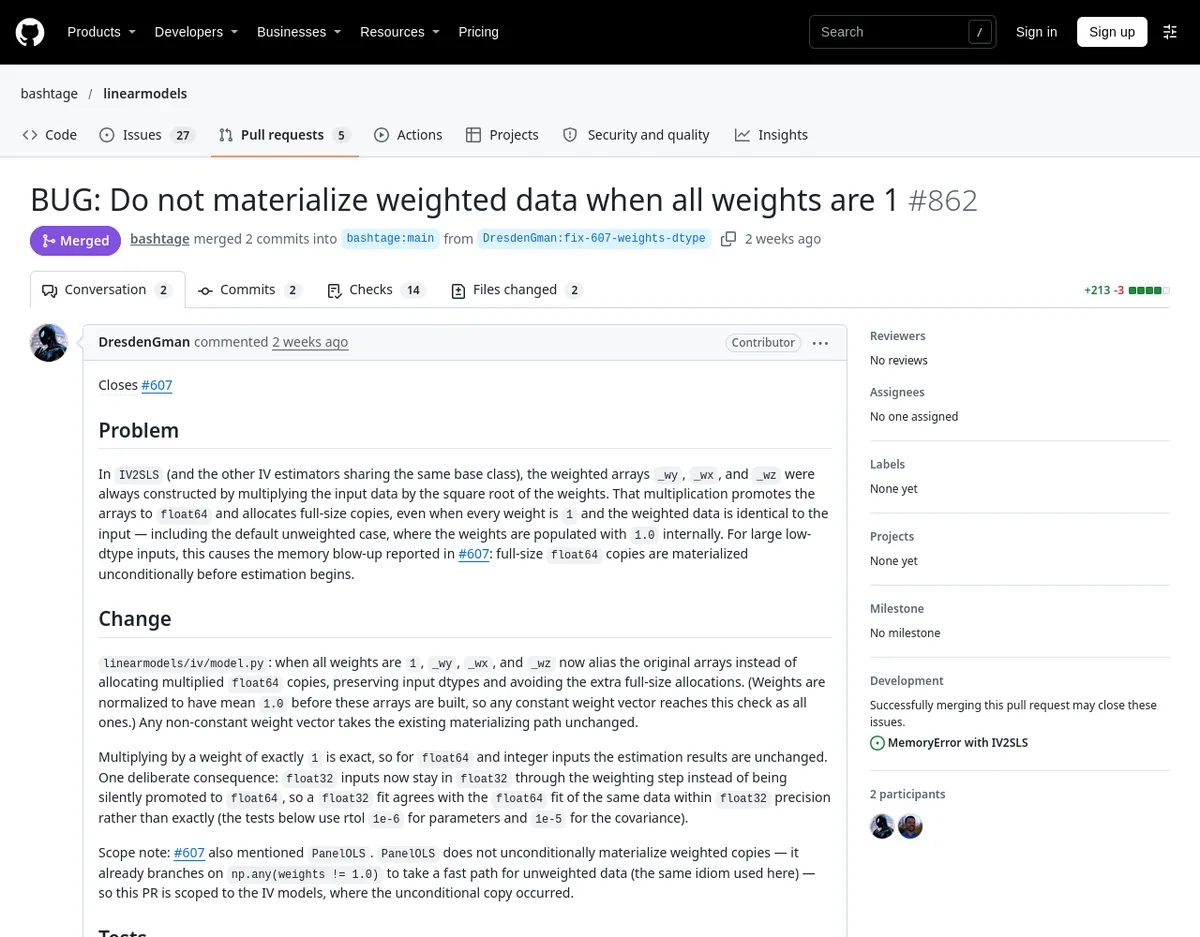 Products Developers Businesses Resources Pricing Search / Sign in Sign up
bashtage / linearmodels
Code Issues 27 Pull requests 5 Actions Projects Security and quality Insights
BUG: Do not materialize weighted data when all weights are 1 #862
Merged bashtage merged 2 commits into bashtage:main from DresdenGman:fix-607-weights-dtype 2 weeks ago
Conversation 2 Commits 2 Checks 14 Files changed 2 +213 -3
DresdenGman commented 2 weeks ago Contributor
Closes #607
Problem
In IV2SLS (and the other IV estimators sharing the same base class), the weighted arrays _wy, _wx, and _wz were
always constructed by multiplying the input data by the square root of the weights. That multiplication promotes the
arrays to float64 and allocates full-size copies, even when every weight is 1 and the weighted data is identical to the
input — including the default unweighted case, where the weights are populated with 1.0 internally. For large low-
dtype inputs, this causes the memory blow-up reported in #607: full-size float64 copies are materialized
unconditionally before estimation begins.
Change
linearmodels/iv/model.py: when all weights are 1, _wy, _wx, and _wz now alias the original arrays instead of
allocating multiplied float64 copies, preserving input dtypes and avoiding the extra full-size allocations. (Weights are
normalized to have mean 1.0 before these arrays are built, so any constant weight vector reaches this check as all
ones.) Any non-constant weight vector takes the existing materializing path unchanged.
Multiplying by a weight of exactly 1 is exact, so for float64 and integer inputs the estimation results are unchanged.
One deliberate consequence: float32 inputs now stay in float32 through the weighting step instead of being
silently promoted to float64, so a float32 fit agrees with the float64 fit of the same data within float32 precision
rather than exactly (the tests below use rtol 1e-6 for parameters and 1e-5 for the covariance).
Scope note: #607 also mentioned PanelOLS. PanelOLS does not unconditionally materialize weighted copies — it
already branches on np.any(weights != 1.0) to take a fast path for unweighted data (the same idiom used here) —
so this PR is scoped to the IV models, where the unconditional copy occurred.
Tests
Reviewers
No reviews
Assignees
No one assigned
Labels
None yet
Projects
None yet
Milestone
No milestone
Development
Successfully merging this pull request may close these
issues.
MemoryError with IV2SLS
2 participants